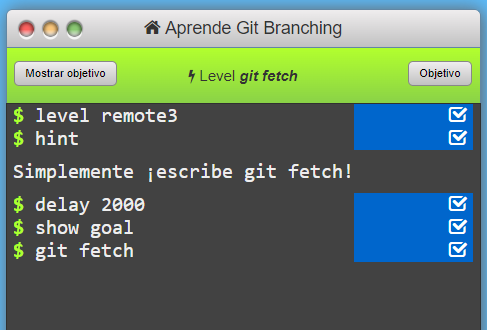 Aprende Git Branching
Mostrar objetivo
Level git fetch
Objetivo
$ level remote3
$ hint
Simplemente ¡escribe git fetch!
$ delay 2000
$ show goal
$ git fetch